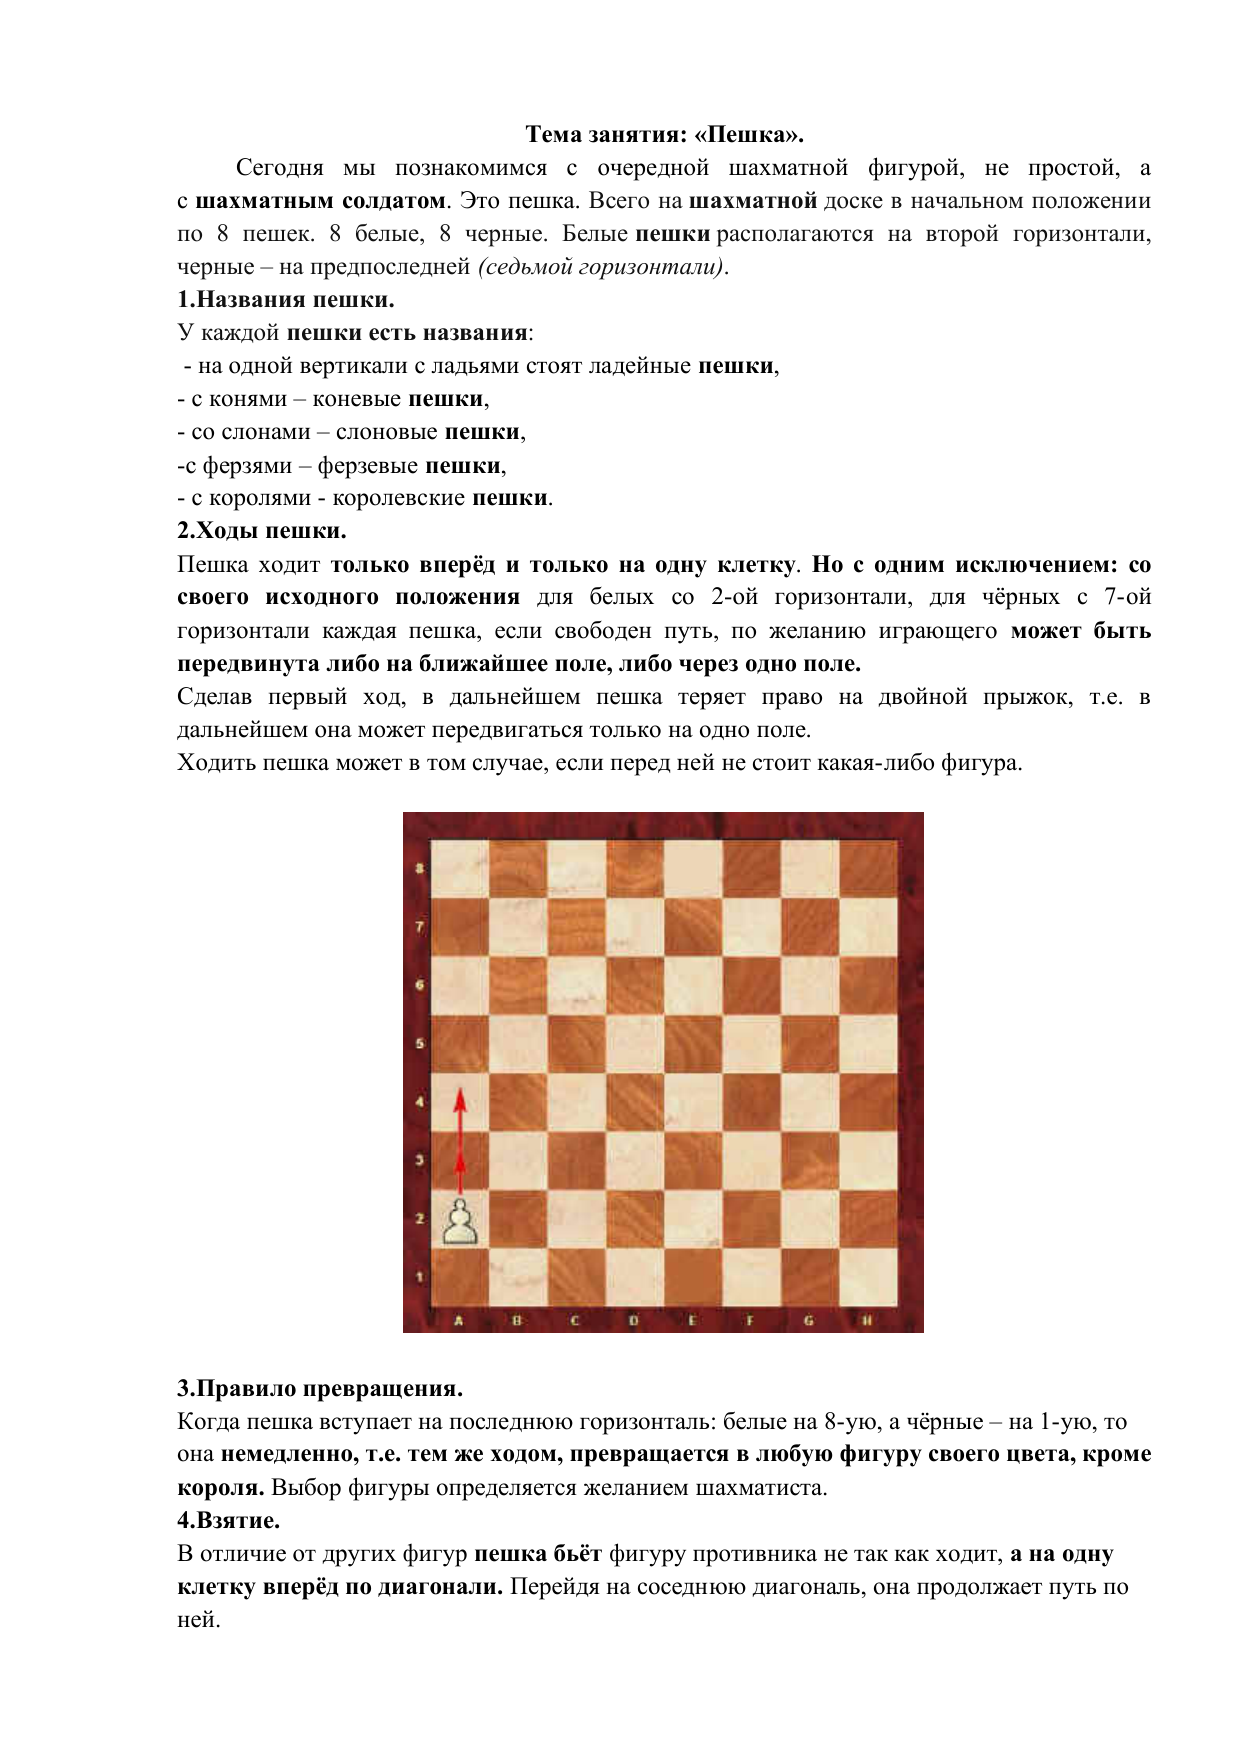 Тема занятия: «Пешка».
Сегодня мы познакомимся с очередной шахматной фигурой, не простой, а
с шахматным солдатом. Это пешка. Всего на шахматной доске в начальном положении
по 8 пешек. 8 белые, 8 черные. Белые пешки располагаются на второй горизонтали,
черные – на предпоследней (седьмой горизонтали).
1.Названия пешки.
У каждой пешки есть названия:
- на одной вертикали с ладьями стоят ладейные пешки,
- с конями – коневые пешки,
- со слонами – слоновые пешки,
-с ферзями – ферзевые пешки,
- с королями - королевские пешки.
2.Ходы пешки.
Пешка ходит только вперёд и только на одну клетку. Но с одним исключением: со
своего исходного положения для белых со 2-ой горизонтали, для чёрных с 7-ой
горизонтали каждая пешка, если свободен путь, по желанию играющего может быть
передвинута либо на ближайшее поле, либо через одно поле.
Сделав первый ход, в дальнейшем пешка теряет право на двойной прыжок, т.е. в
дальнейшем она может передвигаться только на одно поле.
Ходить пешка может в том случае, если перед ней не стоит какая-либо фигура.
8
7
6
5
4
3
2
1
A B C D E F G H
3.Правило превращения.
Когда пешка вступает на последнюю горизонталь: белые на 8-ую, а чёрные – на 1-ую, то
она немедленно, т.е. тем же ходом, превращается в любую фигуру своего цвета, кроме
короля. Выбор фигуры определяется желанием шахматиста.
4.Взятие.
В отличие от других фигур пешка бьёт фигуру противника не так как ходит, а на одну
клетку вперёд по диагонали. Перейдя на соседнюю диагональ, она продолжает путь по
ней.